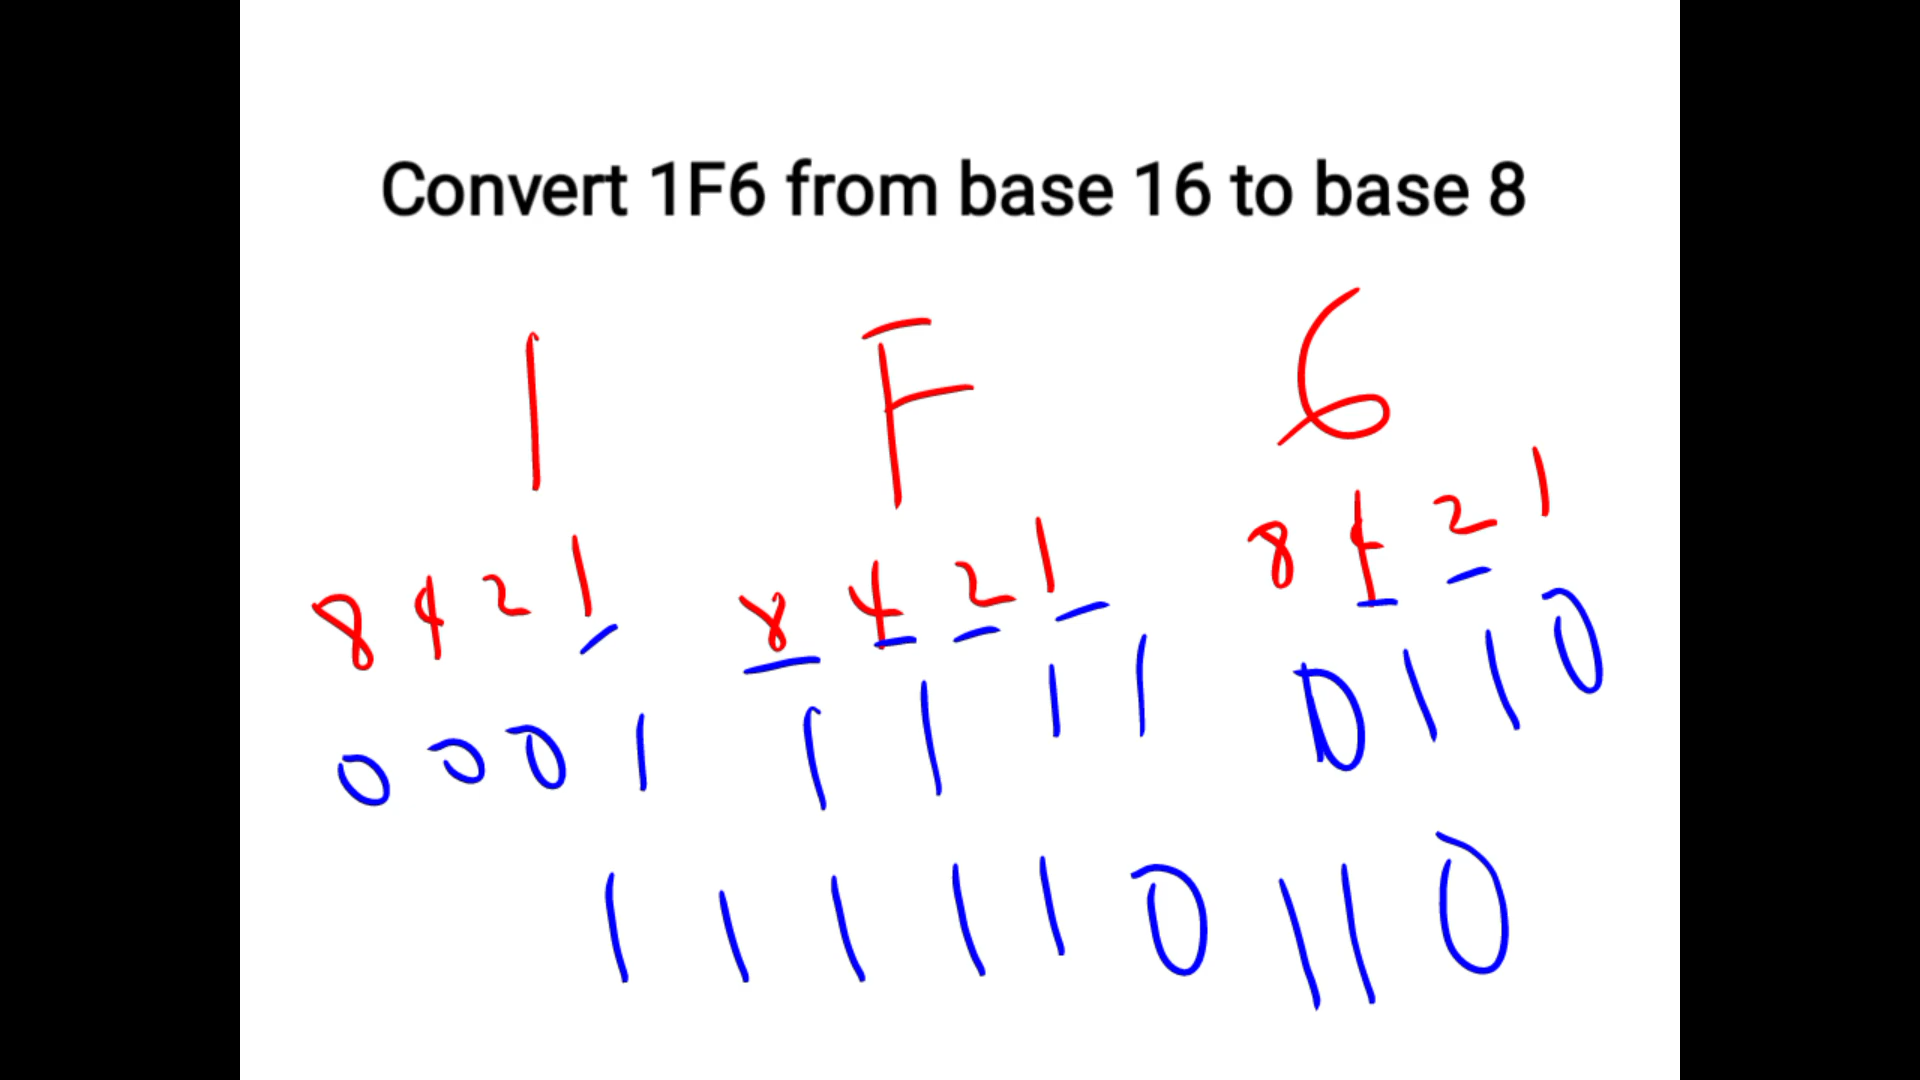 Convert 1F6 from base 16 to base 8
1 F 6
8 4 2 1 8 4 2 1 8 4 2 1
0 0 0 1 1 1 1 1 0 1 1 0
1 1 1 1 1 0 1 1 0